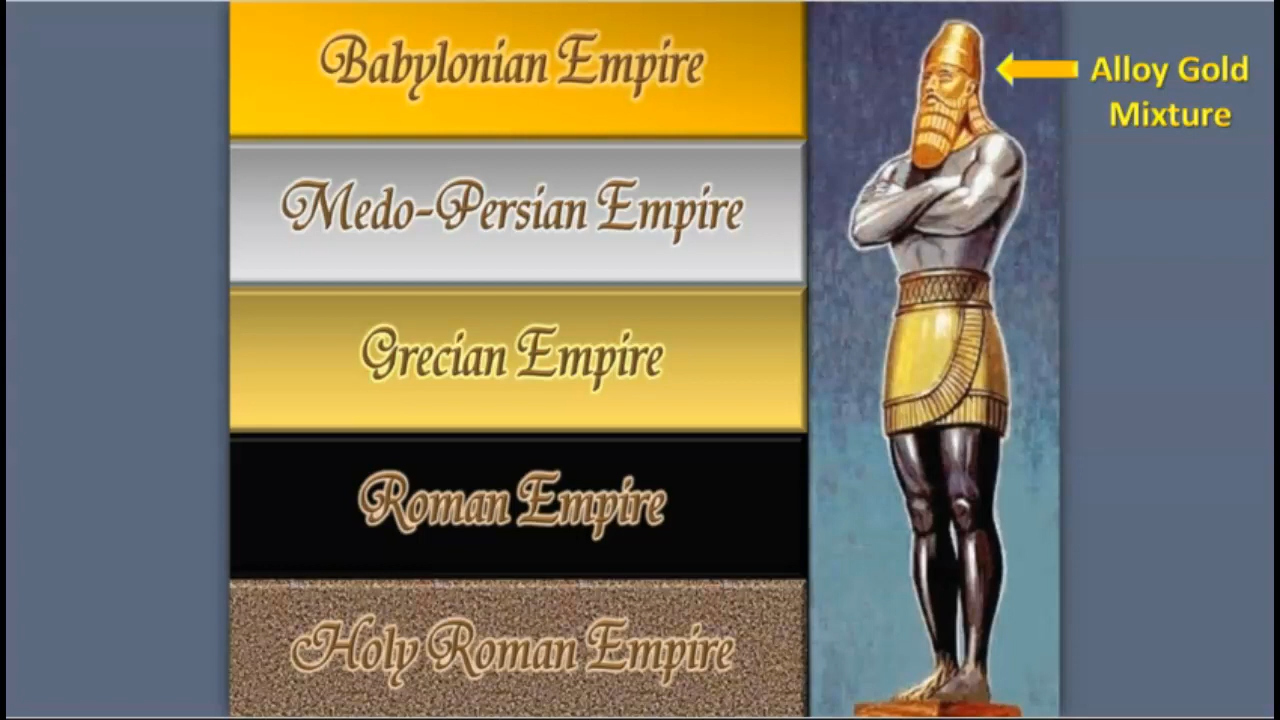 Babylonian Empire
Medo-Persian Empire
Grecian Empire
Roman Empire
Holy Roman Empire
Alloy Gold
Mixture